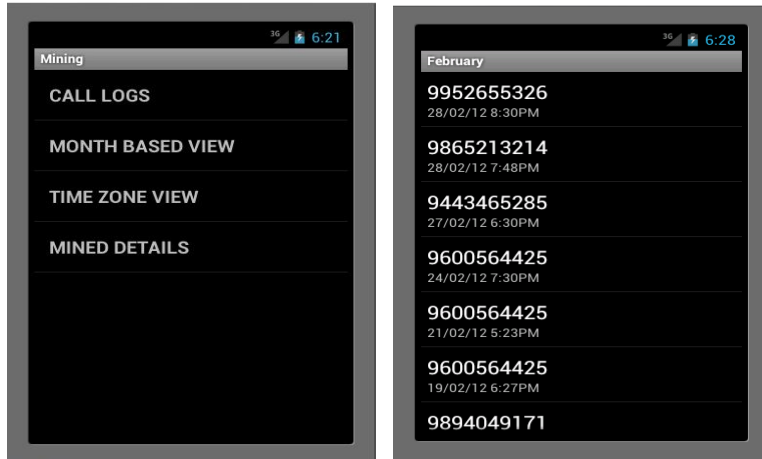 3G 6:21
Mining
CALL LOGS
MONTH BASED VIEW
TIME ZONE VIEW
MINED DETAILS
3G 6:28
February
9952655326
28/02/12 8:30PM
9865213214
28/02/12 7:48PM
9443465285
27/02/12 6:30PM
9600564425
24/02/12 7:30PM
9600564425
21/02/12 5:23PM
9600564425
19/02/12 6:27PM
9894049171